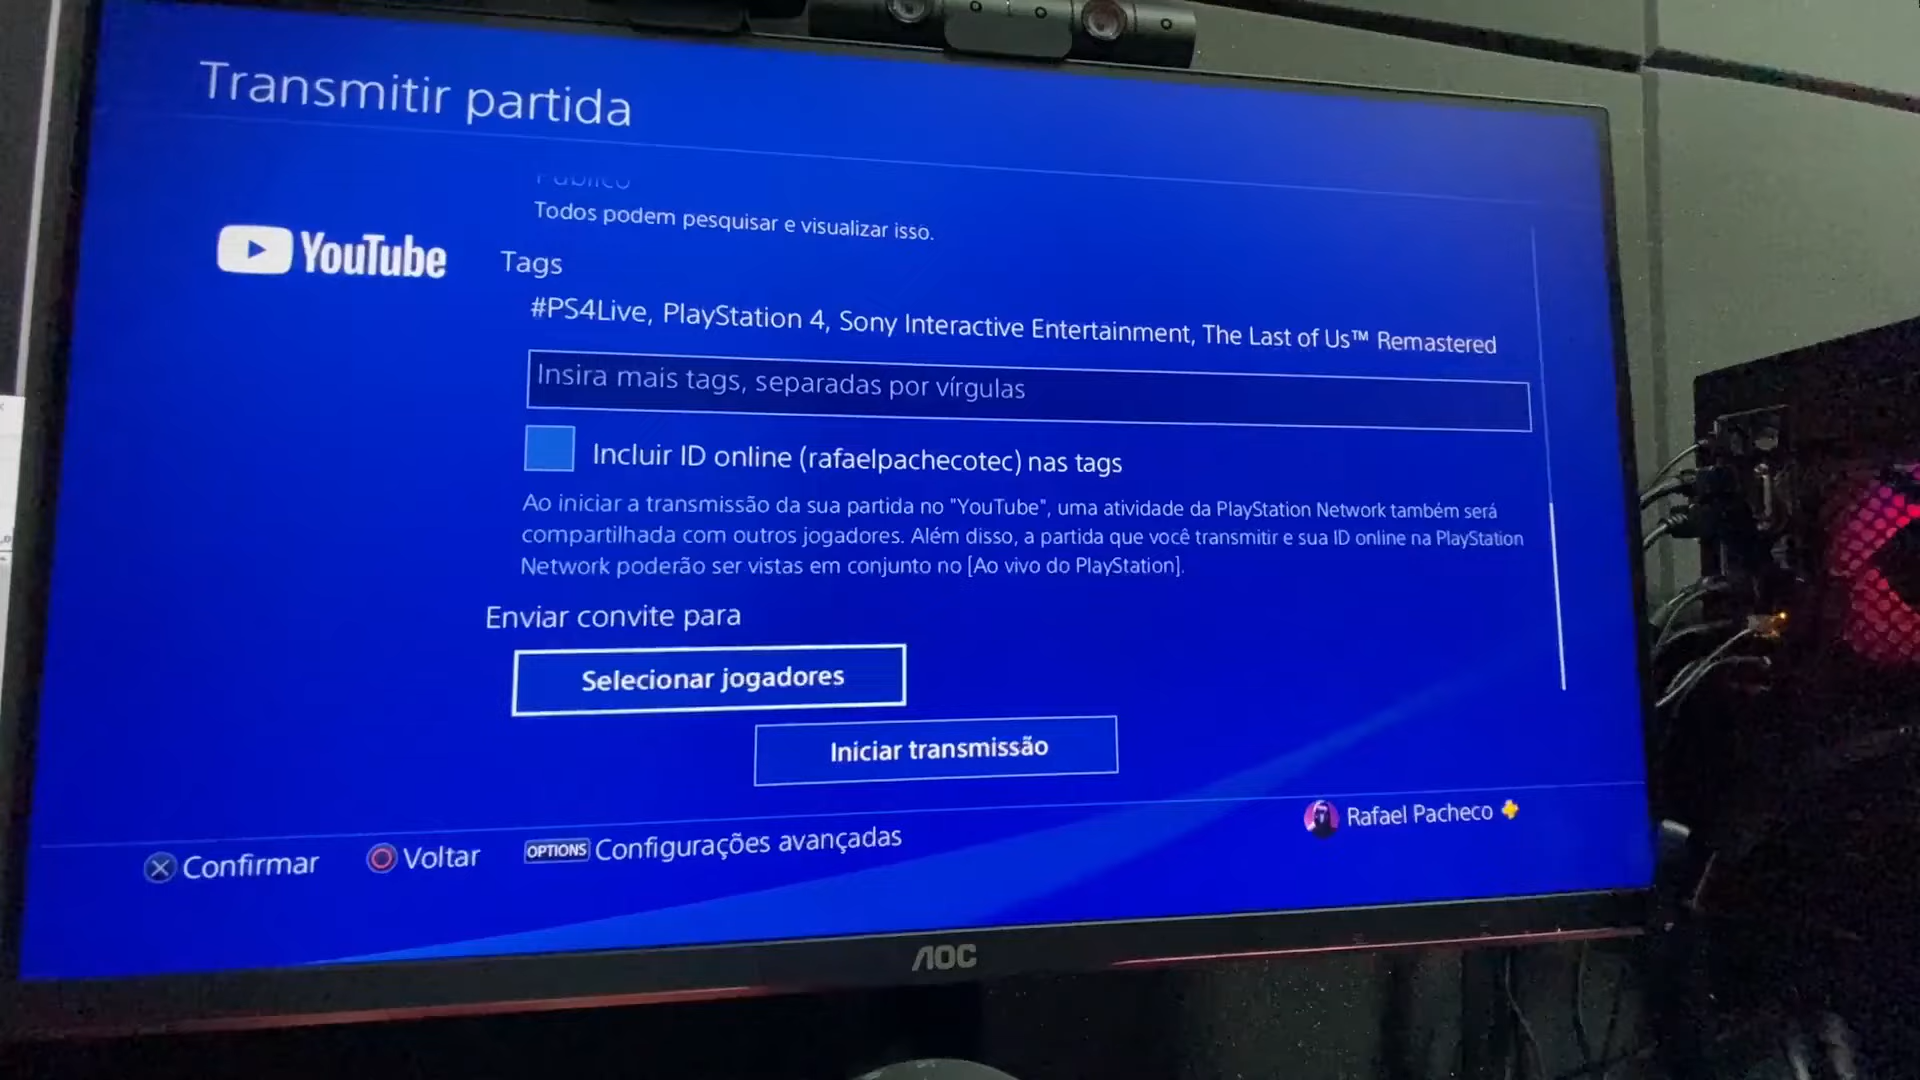 Transmitir partida
Público
Todos podem pesquisar e visualizar isso.
YouTube
Tags
#PS4Live, PlayStation 4, Sony Interactive Entertainment, The Last of Us™ Remastered
Insira mais tags, separadas por vírgulas
Incluir ID online (rafaelpachecotec) nas tags
Ao iniciar a transmissão da sua partida no "YouTube", uma atividade da PlayStation Network também será
compartilhada com outros jogadores. Além disso, a partida que você transmitir e sua ID online na PlayStation
Network poderão ser vistas em conjunto no [Ao vivo do PlayStation].
Enviar convite para
Selecionar jogadores
Iniciar transmissão
Rafael Pacheco
Confirmar
Voltar
OPTIONS Configurações avançadas
AOC